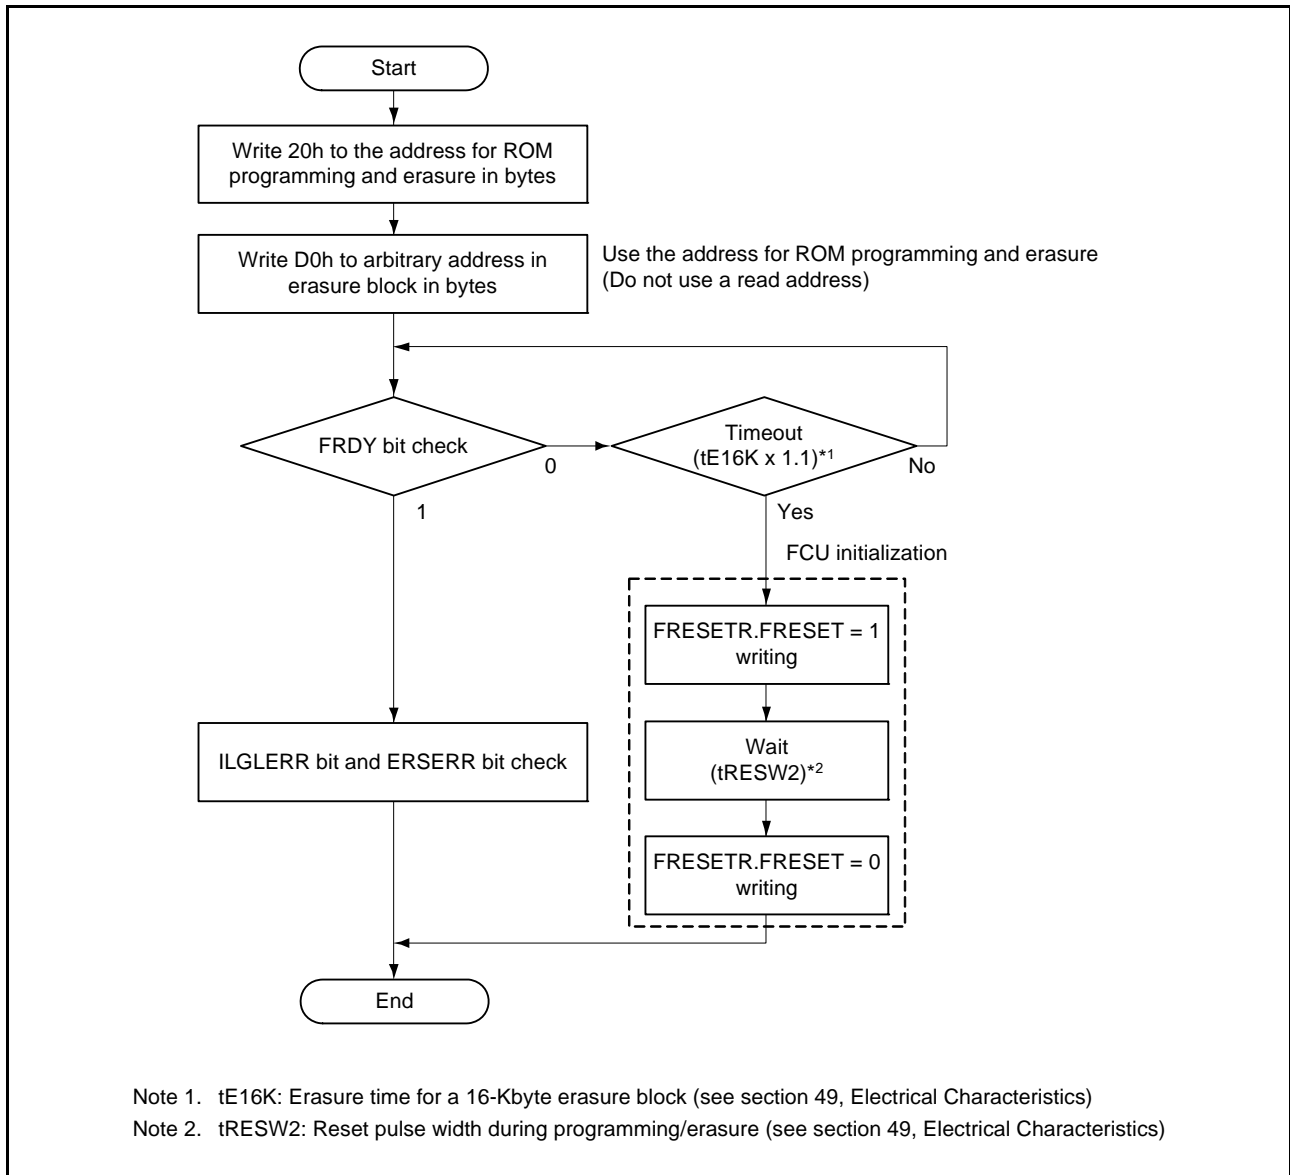 Start
Write 20h to the address for ROM
programming and erasure in bytes
Write D0h to arbitrary address in
erasure block in bytes
Use the address for ROM programming and erasure
(Do not use a read address)
FRDY bit check
0
1
Timeout
(tE16K x 1.1)*1
No
Yes
FCU initialization
FRESETR.FRESET = 1
writing
Wait
(tRESW2)*2
FRESETR.FRESET = 0
writing
ILGLERR bit and ERSERR bit check
End
Note 1. tE16K: Erasure time for a 16-Kbyte erasure block (see section 49, Electrical Characteristics)
Note 2. tRESW2: Reset pulse width during programming/erasure (see section 49, Electrical Characteristics)